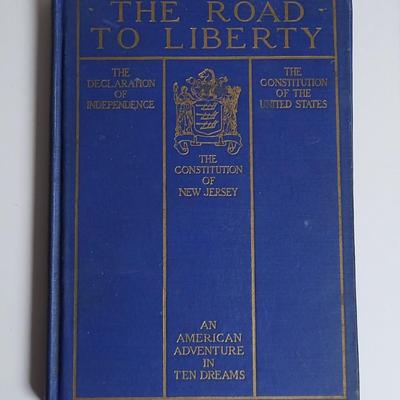 THE ROAD
TO LIBERTY
THE
DECLARATION
OF
INDEPENDENCE
THE
CONSTITUTION
OF THE
UNITED STATES
THE
CONSTITUTION
OF
NEW JERSEY
AN
AMERICAN
ADVENTURE
IN
TEN DREAMS